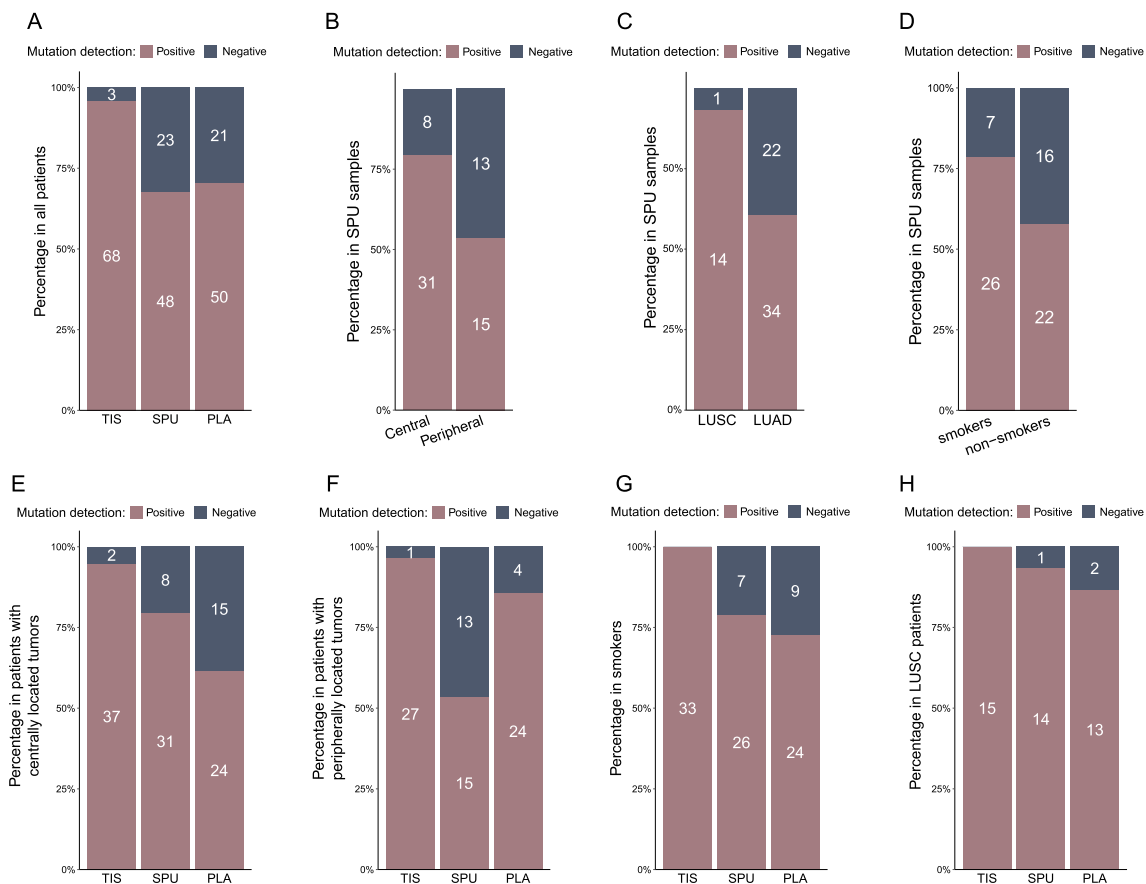 A
Mutation detection: Positive Negative
Percentage in all patients
100%
75%
50%
25%
0%
3
23
21
68
48
50
TIS SPU PLA
B
Mutation detection: Positive Negative
Percentage in SPU samples
75%
50%
25%
0%
8
13
31
15
Central Peripheral
C
Mutation detection: Positive Negative
Percentage in SPU samples
50%
50%
25%
0%
1
22
14
34
LUSC LUAD
D
Mutation detection: Positive Negative
Percentage in SPU samples
100%
75%
50%
25%
0%
7
16
26
22
smokers non−smokers
E
Mutation detection: Positive Negative
Percentage in patients with
centrally located tumors
100%
75%
50%
25%
0%
2
8
15
37
31
24
TIS SPU PLA
F
Mutation detection: Positive Negative
Percentage in patients with
peripherally located tumors
100%
75%
50%
25%
0%
1
13
4
27
15
24
TIS SPU PLA
G
Mutation detection: Positive Negative
Percentage in smokers
100%
75%
50%
25%
0%
7
9
33
26
24
TIS SPU PLA
H
Mutation detection: Positive Negative
Percentage in LUSC patients
100%
75%
50%
25%
0%
1
2
15
14
13
TIS SPU PLA